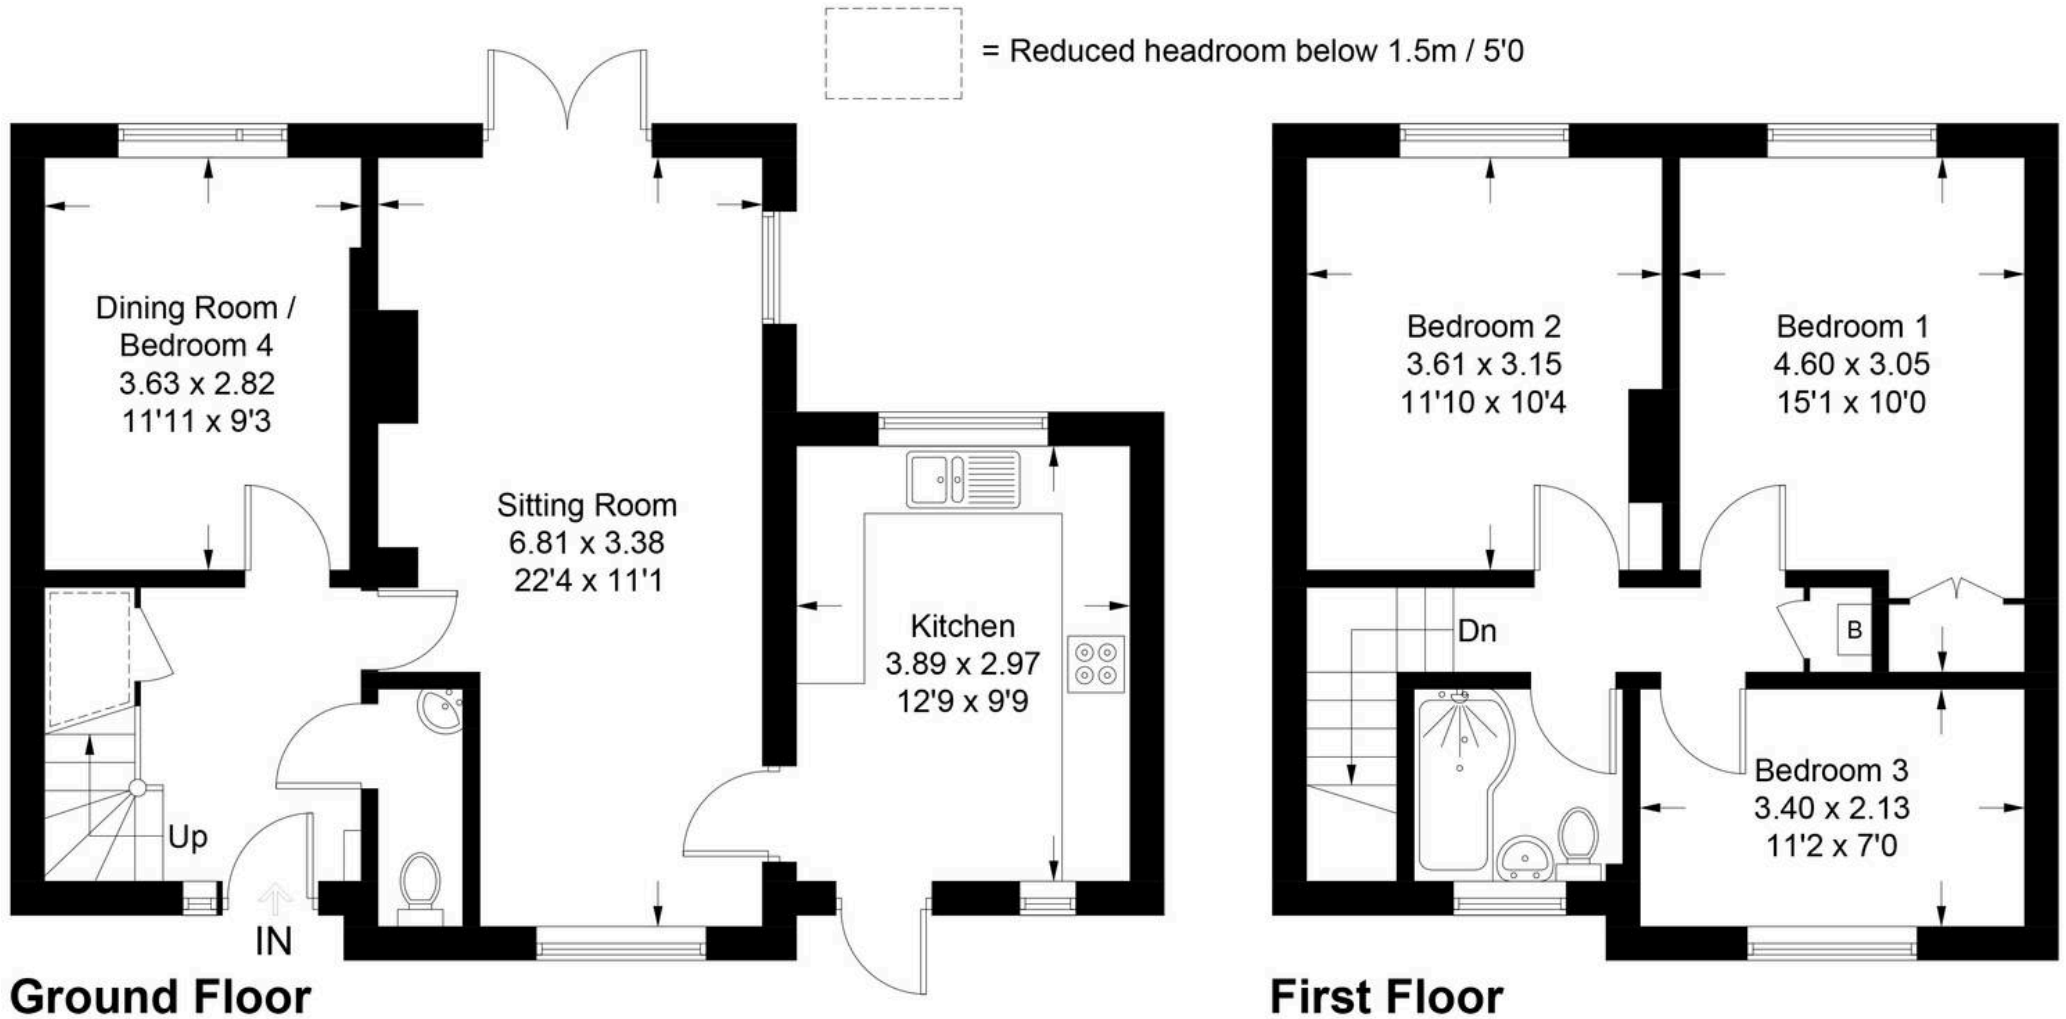 = Reduced headroom below 1.5m / 5'0
Dining Room /
Bedroom 4
3.63 x 2.82
11'11 x 9'3
Sitting Room
6.81 x 3.38
22'4 x 11'1
Kitchen
3.89 x 2.97
12'9 x 9'9
Up
IN
Ground Floor
Bedroom 2
3.61 x 3.15
11'10 x 10'4
Bedroom 1
4.60 x 3.05
15'1 x 10'0
Dn
B
Bedroom 3
3.40 x 2.13
11'2 x 7'0
First Floor